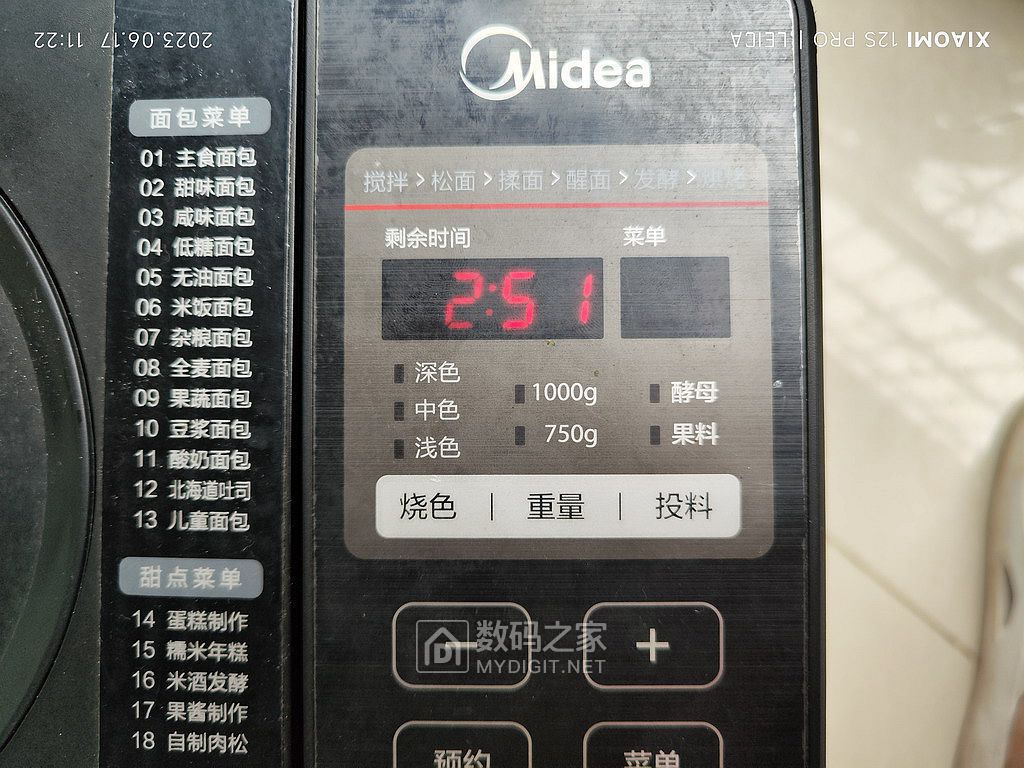 XIAOMI 12S PRO | LEICA
2023.06.17 11:22
Midea
面包菜单
01 主食面包
02 甜味面包
03 咸味面包
04 低糖面包
05 无油面包
06 米饭面包
07 杂粮面包
08 全麦面包
09 果蔬面包
10 豆浆面包
11 酸奶面包
12 北海道吐司
13 儿童面包
甜点菜单
14 蛋糕制作
15 糯米年糕
16 米酒发酵
17 果酱制作
18 自制肉松
搅拌 > 松面 > 揉面 > 醒面 > 发酵 > 烘烤
剩余时间 菜单
2:51
深色
中色
浅色
1000g
750g
酵母
果料
烧色 | 重量 | 投料
− +
数码之家
MYDIGIT.NET
预约 菜单